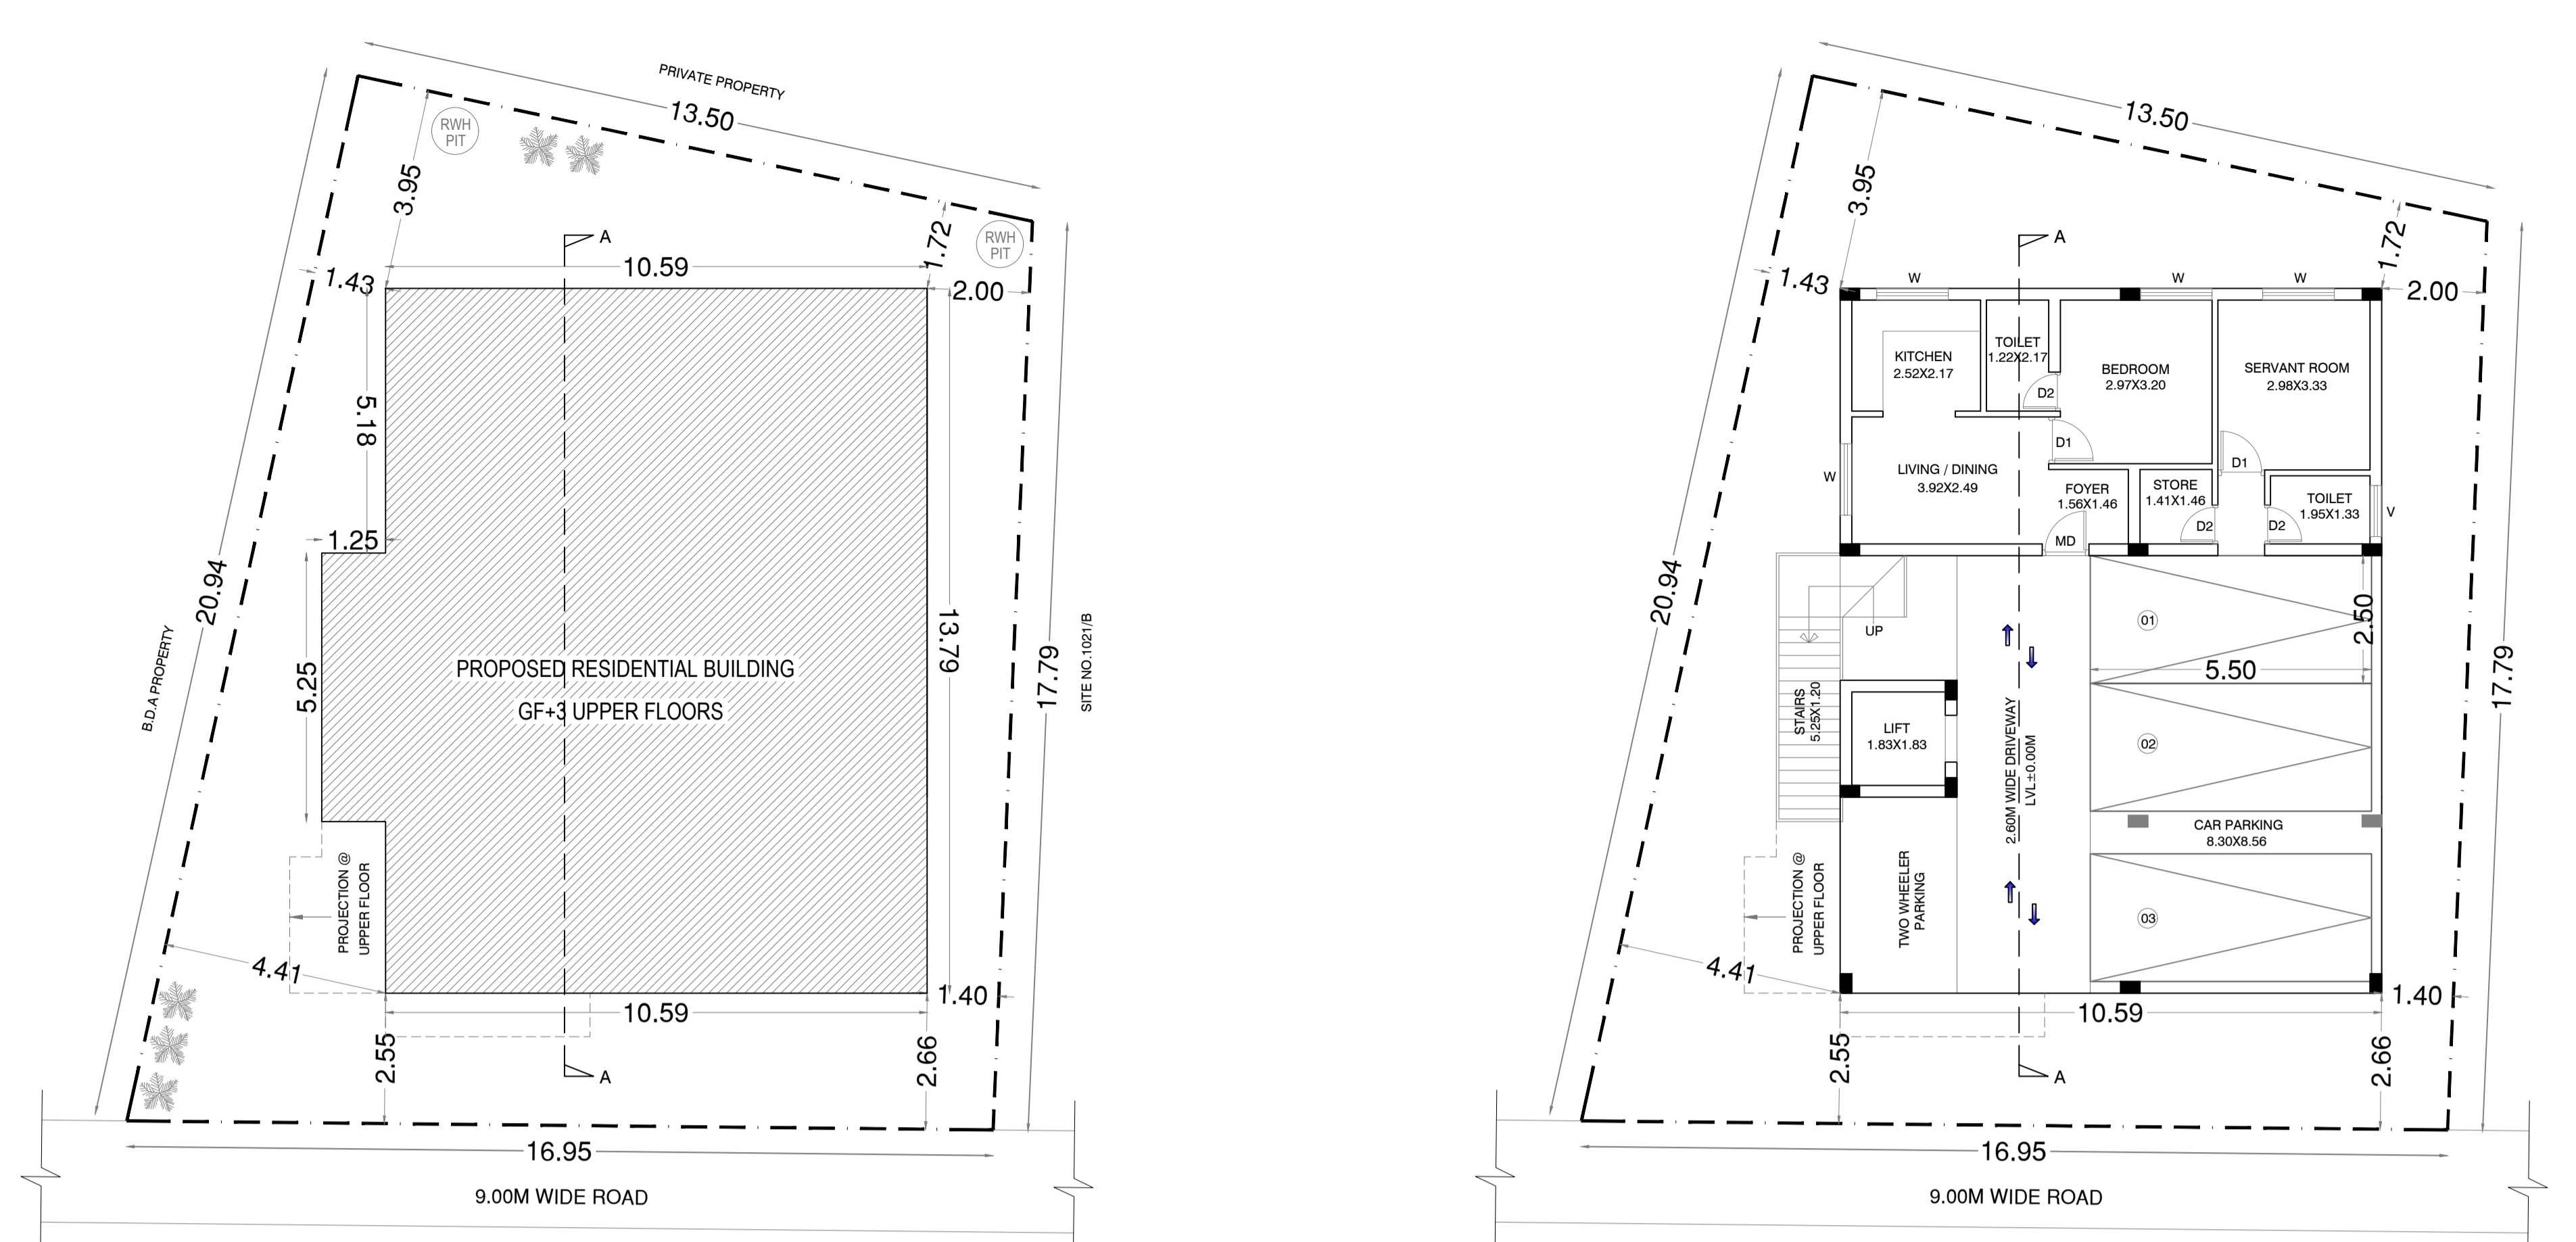 PRIVATE PROPERTY
13.50
RWH
PIT
3.95
1.72
RWH
PIT
A
10.59
1.43
2.00
5.18
1.25
20.94
B.D.A PROPERTY
5.25
PROPOSED RESIDENTIAL BUILDING
GF+3 UPPER FLOORS
13.79
17.79
SITE NO.1021/B
PROJECTION @
UPPER FLOOR
4.41
1.40
10.59
2.55
2.66
A
16.95
9.00M WIDE ROAD
13.50
3.95
1.72
A
1.43
2.00
W
W
W
KITCHEN
2.52X2.17
TOILET
1.22X2.17
D2
BEDROOM
2.97X3.20
SERVANT ROOM
2.98X3.33
D1
D1
W
LIVING / DINING
3.92X2.49
FOYER
1.56X1.46
STORE
1.41X1.46
TOILET
1.95X1.33
V
MD
D2
D2
20.94
UP
01
2.50
5.50
STAIRS
5.25X1.20
LIFT
1.83X1.83
2.60M WIDE DRIVEWAY
LVL±0.00M
02
17.79
CAR PARKING
8.30X8.56
PROJECTION @
UPPER FLOOR
TWO WHEELER
PARKING
03
4.41
1.40
10.59
2.55
2.66
A
16.95
9.00M WIDE ROAD